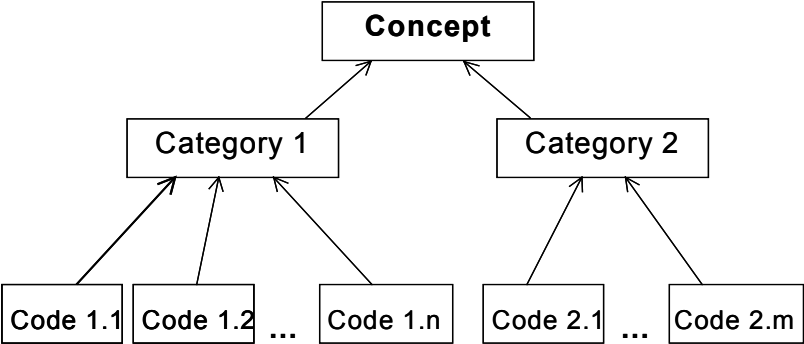 Concept
Category 1
Category 2
Code 1.1
Code 1.2
...
Code 1.n
Code 2.1
...
Code 2.m